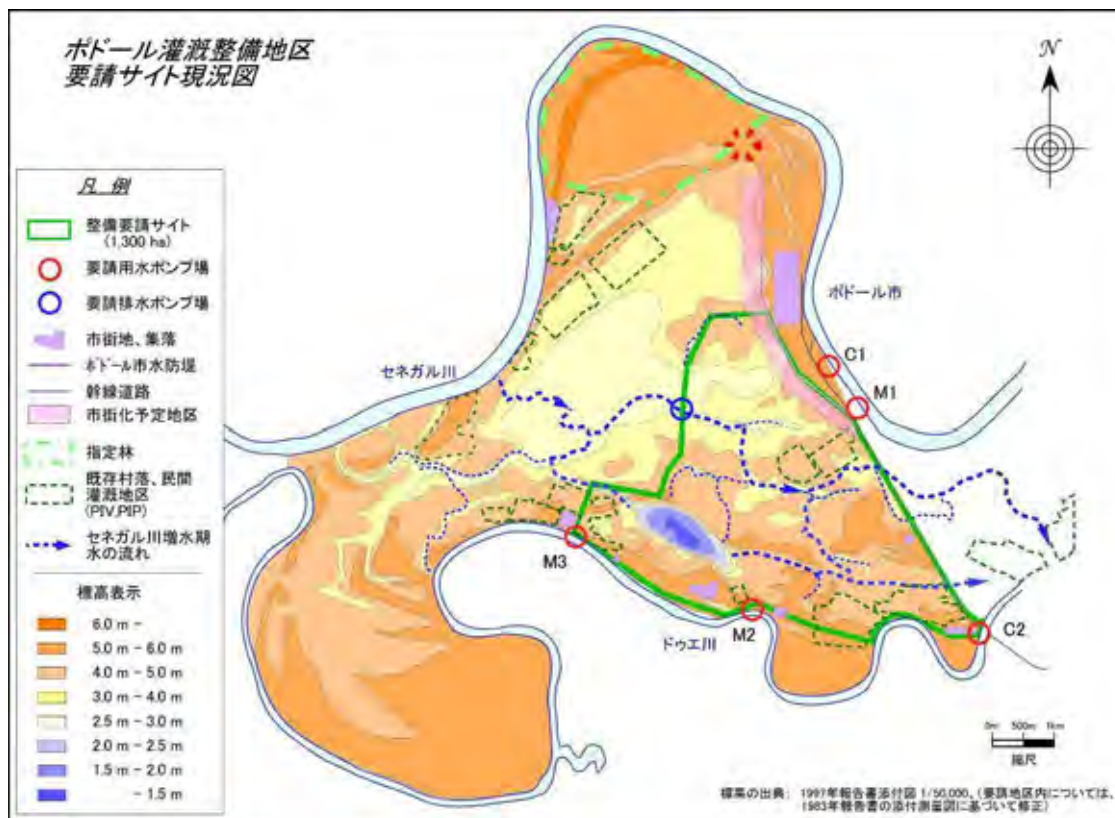 ポドール灌漑整備地区
要請サイト現況図
N
凡 例
整備要請サイト
(1,300 ha)
要請用水ポンプ場
要請排水ポンプ場
市街地、集落
ポドール市水防堤
幹線道路
市街化予定地区
指定林
既存村落、民間
灌漑地区
(PIV,PIP)
セネガル川増水期
水の流れ
標高表示
6.0 m -
5.0 m - 6.0 m
4.0 m - 5.0 m
3.0 m - 4.0 m
2.5 m - 3.0 m
2.0 m - 2.5 m
1.5 m - 2.0 m
- 1.5 m
セネガル川
ポドール市
C1
M1
M3
M2
ドゥエ川
C2
0m 500m 1km
縮尺
標高の出典: 1997年報告書添付図 1/50,000、(要請地区内については、
1983年報告書の添付測量図に基づいて修正)